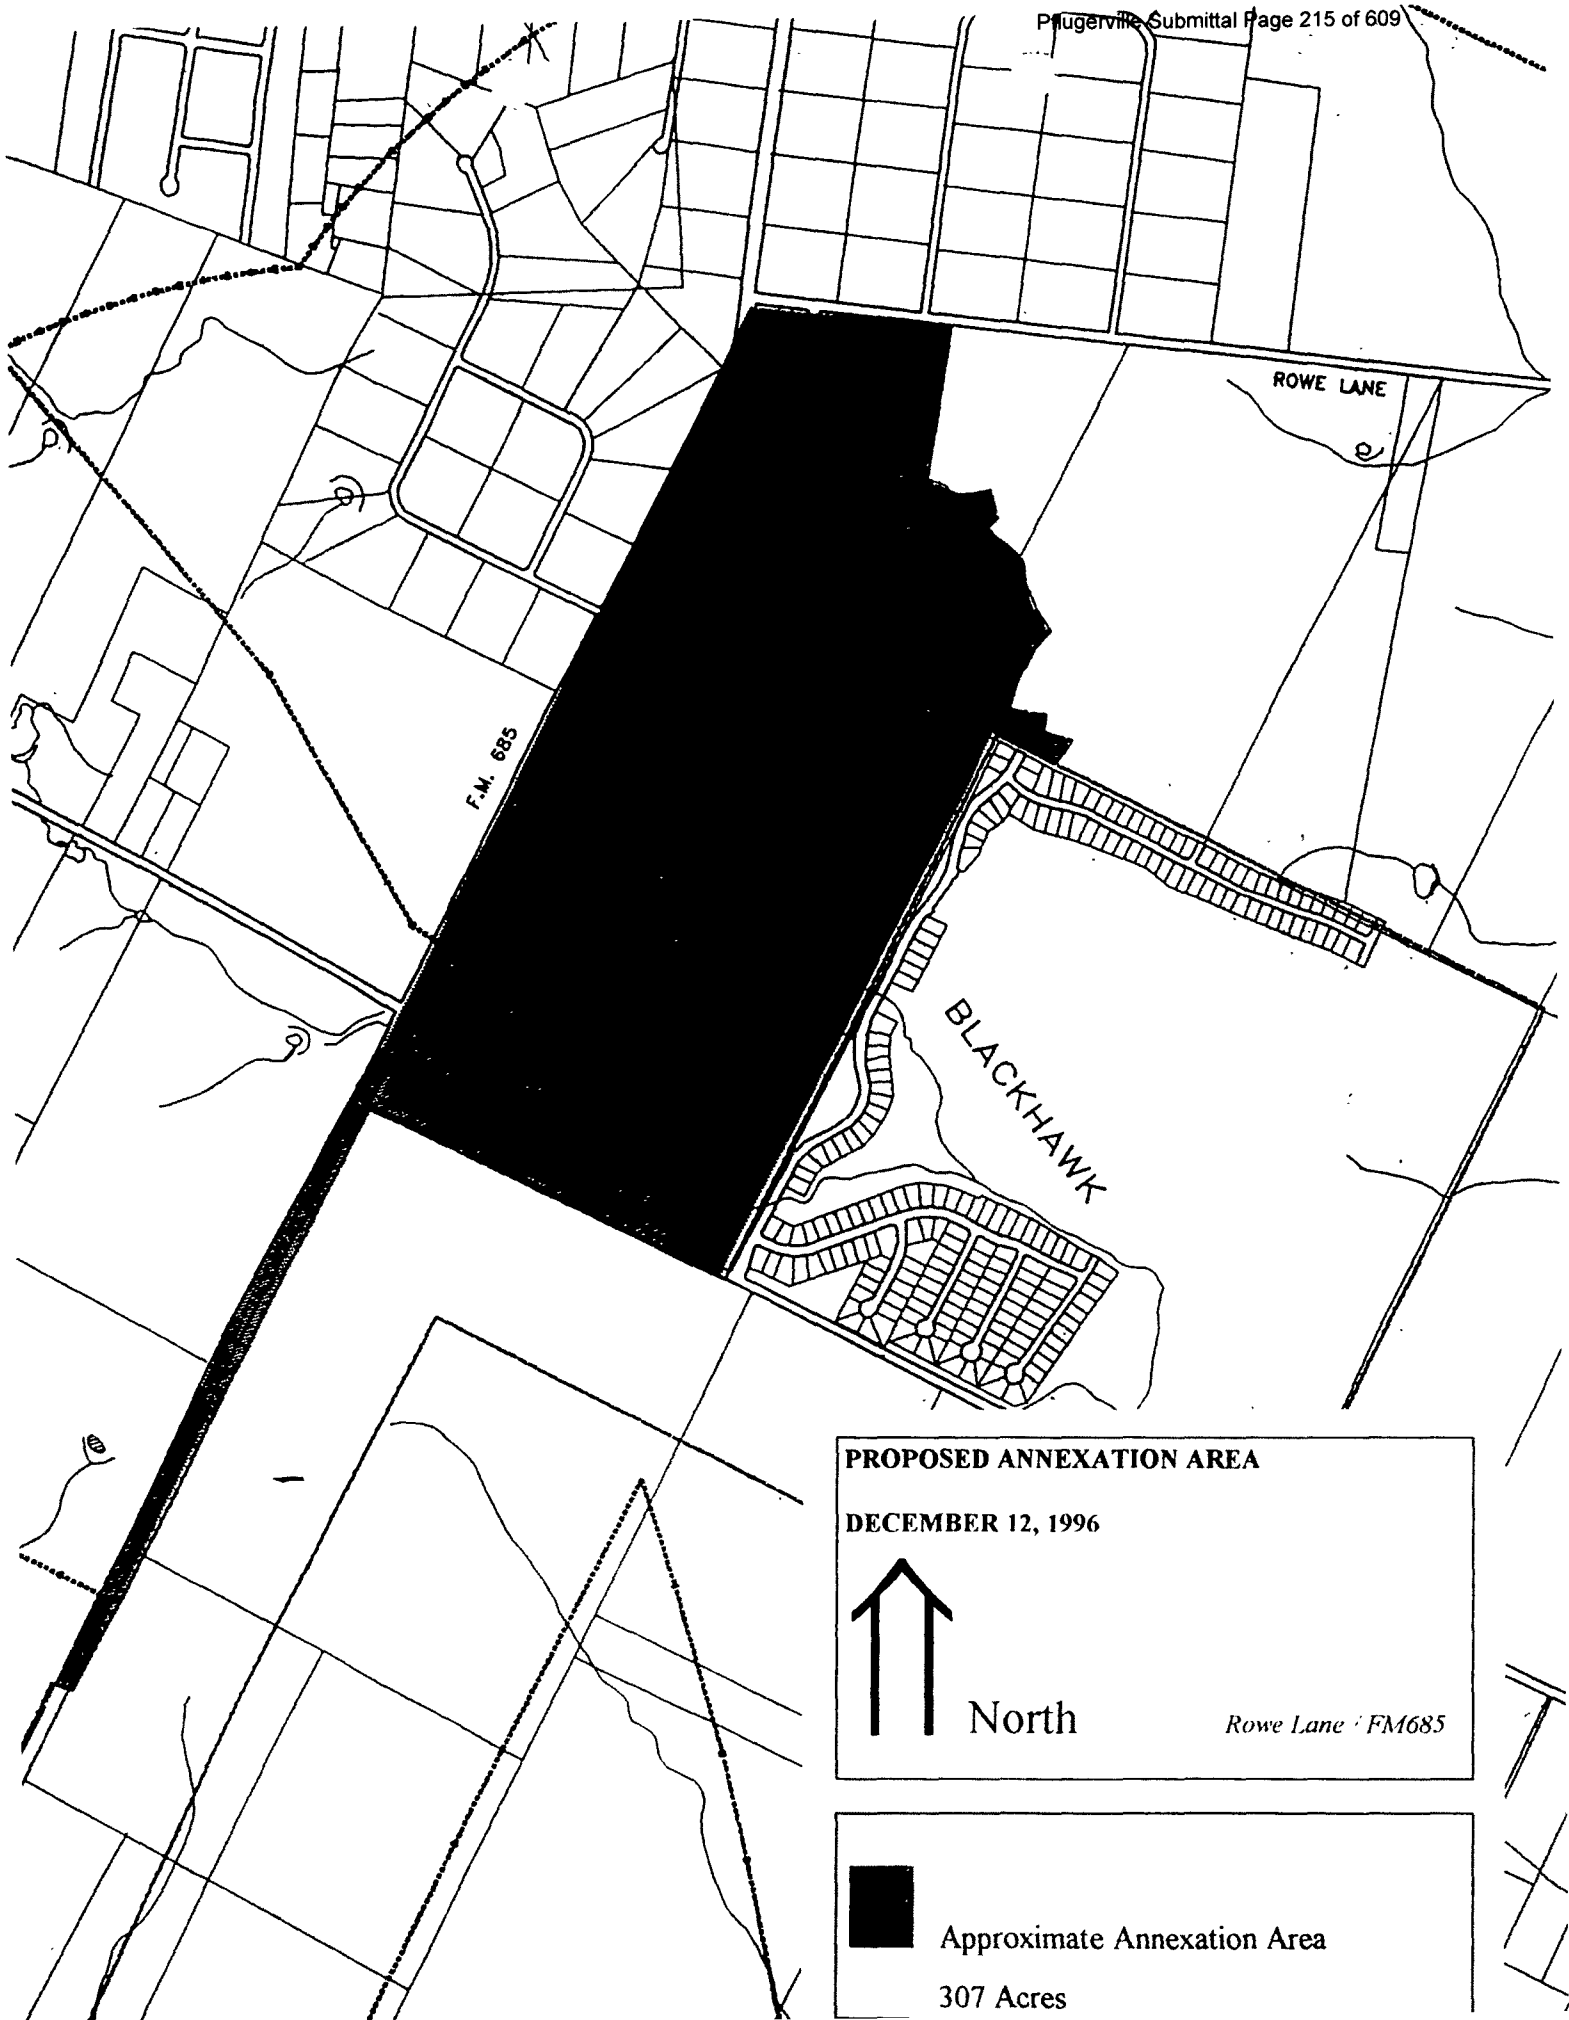 Pflugerville Submittal Page 215 of 609
ROWE LANE
F.M. 685
BLACKHAWK
PROPOSED ANNEXATION AREA
DECEMBER 12, 1996
North
Rowe Lane / FM685
Approximate Annexation Area
307 Acres